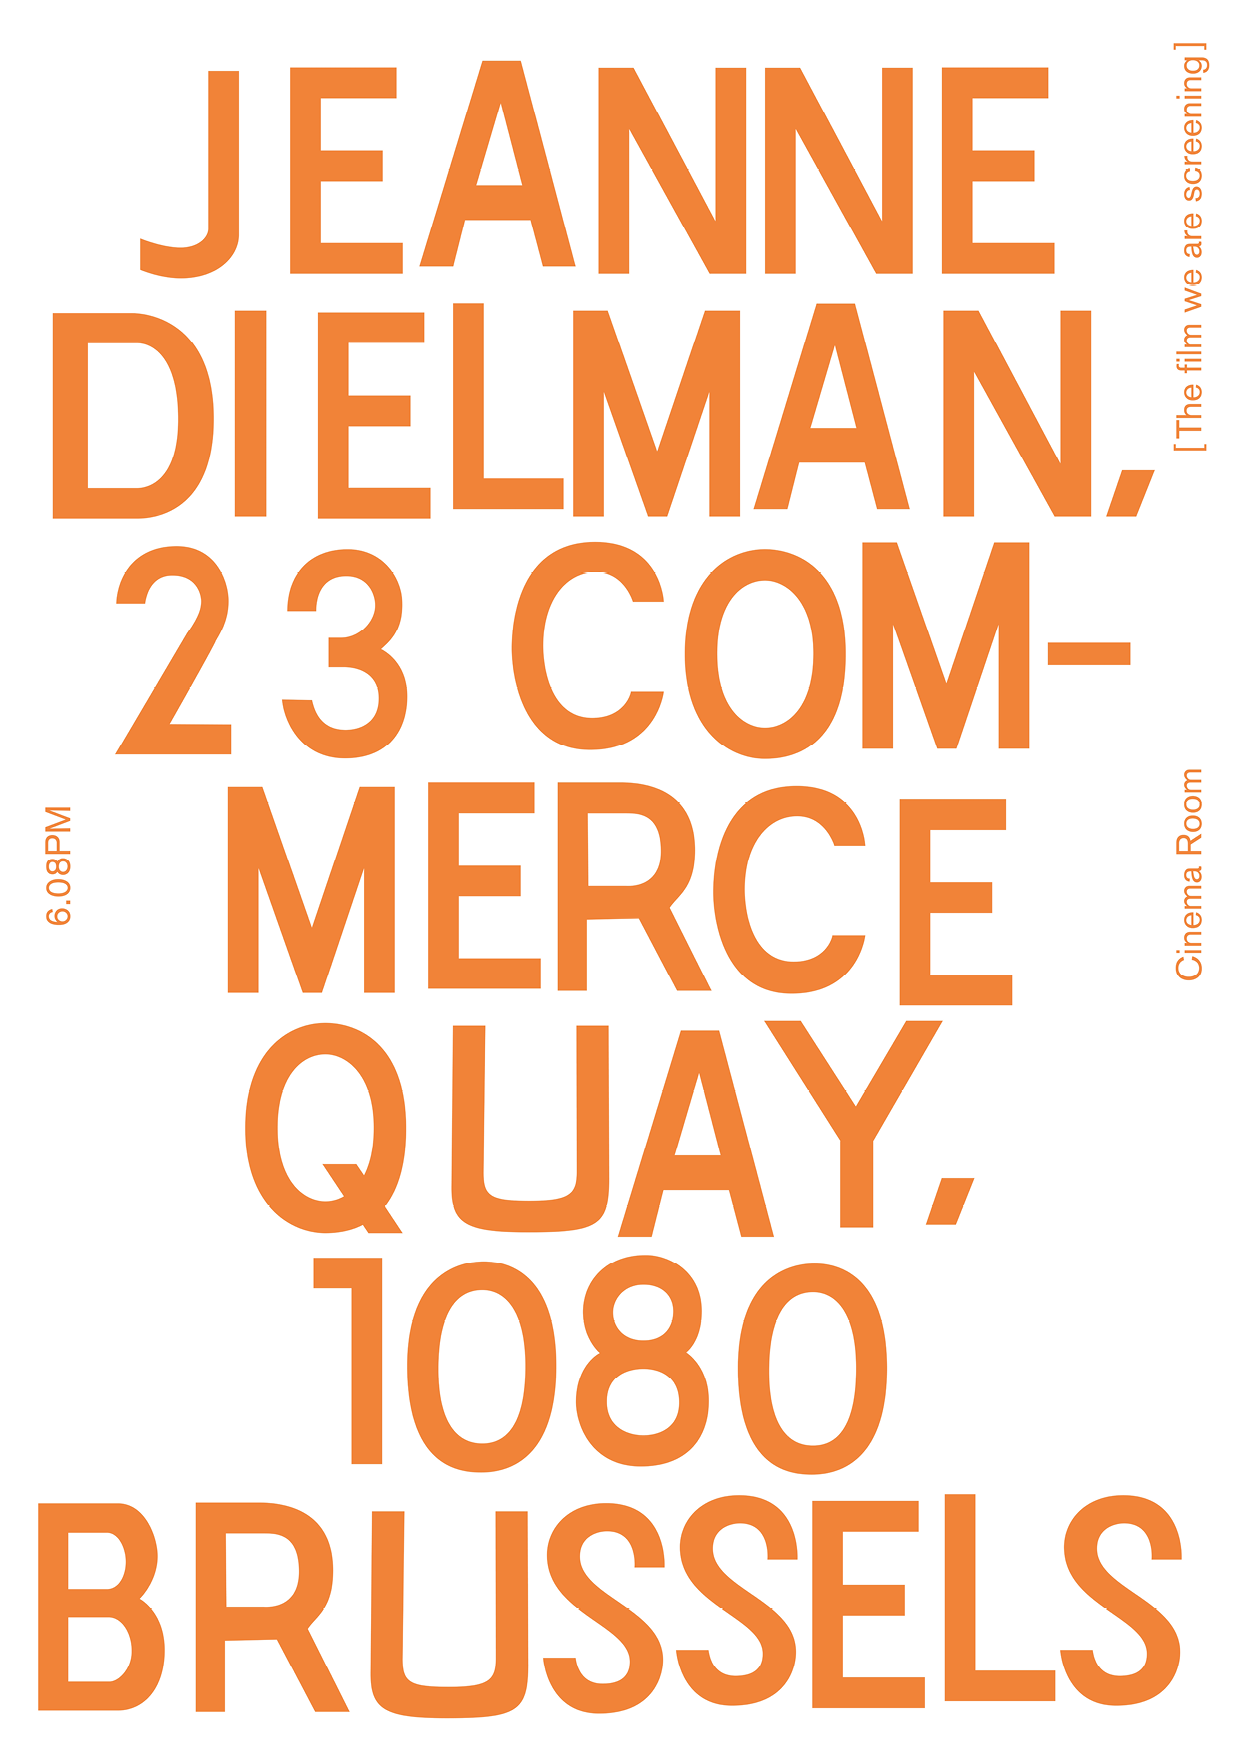 JEANNE
DIELMAN,
23 COM-
MERCE
QUAY,
1080
BRUSSELS
[The film we are screening]
6.08PM
Cinema Room